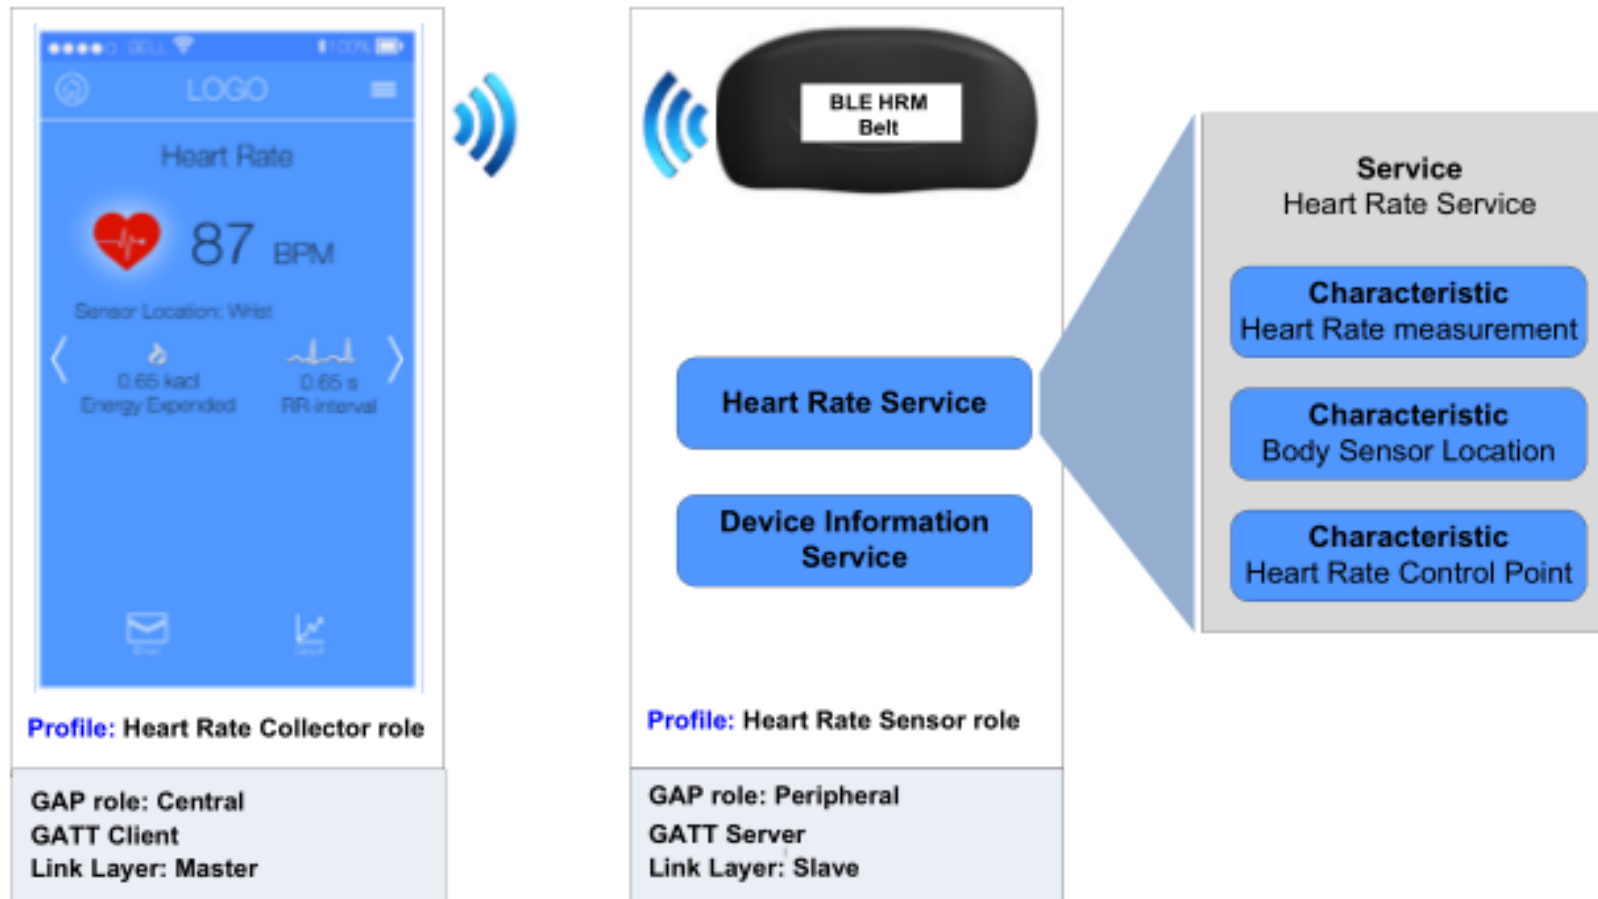 BELL
100%
LOGO
Heart Rate
87 BPM
Sensor Location: Wrist
0.65 kacl
Energy Expended
0.65 s
RR-interval
Profile: Heart Rate Collector role
GAP role: Central
GATT Client
Link Layer: Master
BLE HRM
Belt
Heart Rate Service
Device Information
Service
Profile: Heart Rate Sensor role
GAP role: Peripheral
GATT Server
Link Layer: Slave
Service
Heart Rate Service
Characteristic
Heart Rate measurement
Characteristic
Body Sensor Location
Characteristic
Heart Rate Control Point